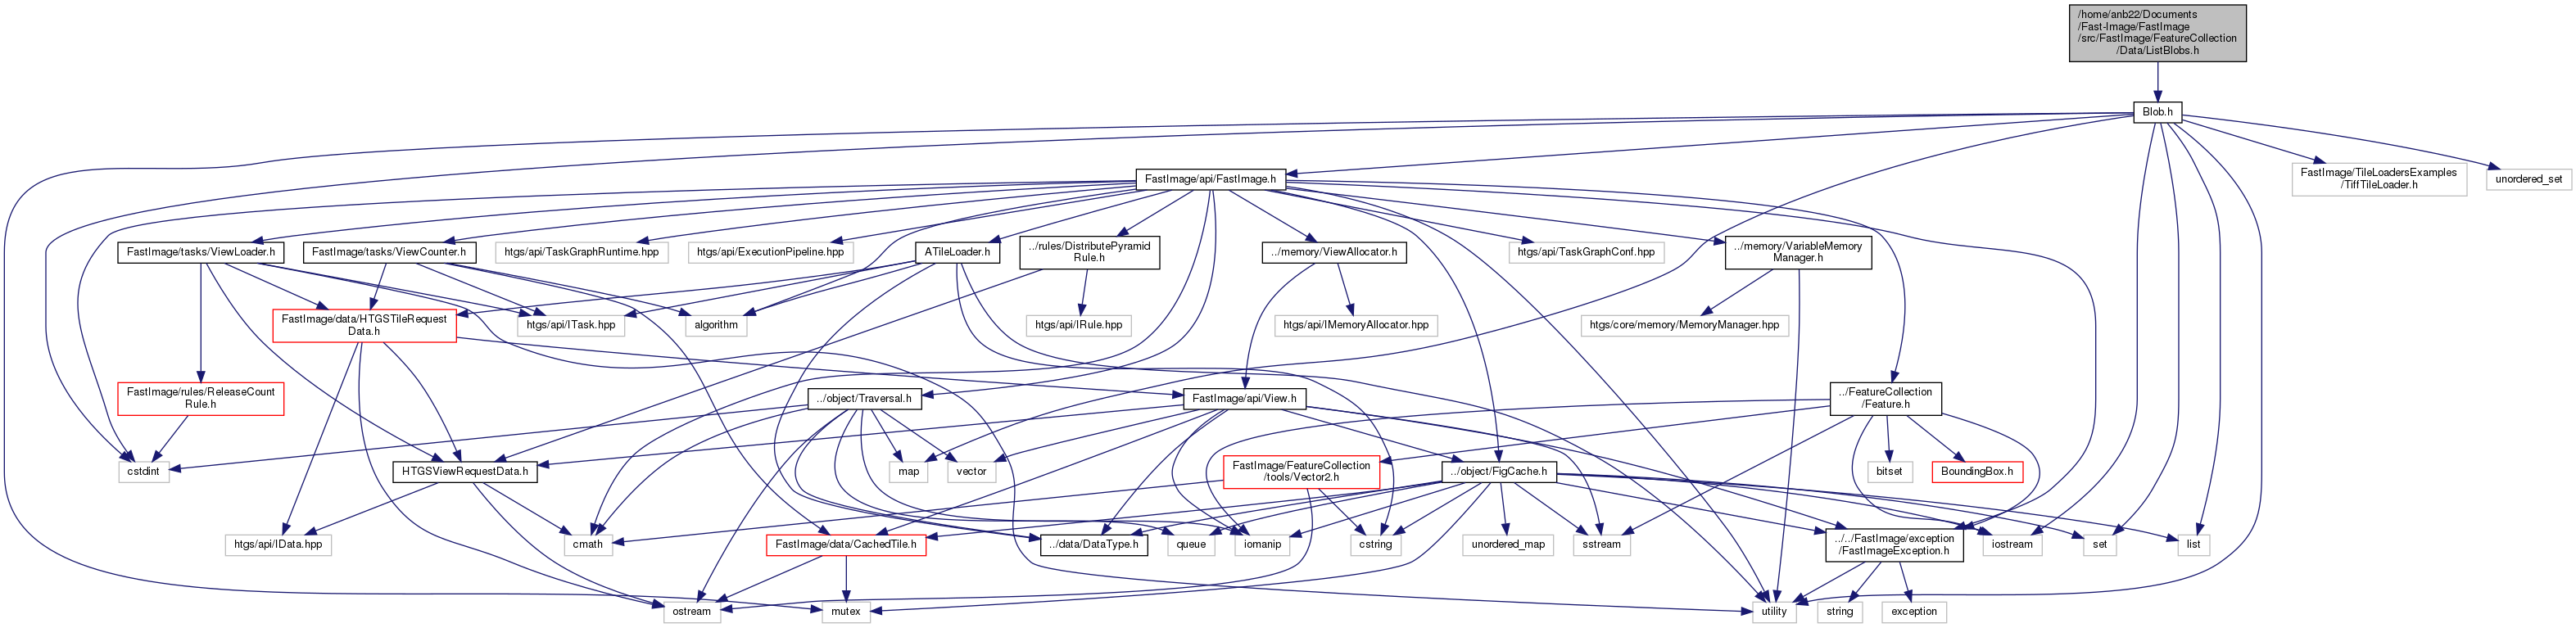 /home/anb22/Documents
/Fast-Image/FastImage
/src/FastImage/FeatureCollection
/Data/ListBlobs.h
Blob.h
FastImage/api/FastImage.h
FastImage/TileLoadersExamples
/TiffTileLoader.h
unordered_set
FastImage/tasks/ViewLoader.h
FastImage/tasks/ViewCounter.h
htgs/api/TaskGraphRuntime.hpp
htgs/api/ExecutionPipeline.hpp
ATileLoader.h
../rules/DistributePyramid
Rule.h
../memory/ViewAllocator.h
htgs/api/TaskGraphConf.hpp
../memory/VariableMemory
Manager.h
FastImage/data/HTGSTileRequest
Data.h
htgs/api/ITask.hpp
algorithm
htgs/api/IRule.hpp
htgs/api/IMemoryAllocator.hpp
htgs/core/memory/MemoryManager.hpp
FastImage/rules/ReleaseCount
Rule.h
../object/Traversal.h
FastImage/api/View.h
../FeatureCollection
/Feature.h
cstdint
HTGSViewRequestData.h
map
vector
FastImage/FeatureCollection
/tools/Vector2.h
../object/FigCache.h
bitset
BoundingBox.h
htgs/api/IData.hpp
cmath
FastImage/data/CachedTile.h
../data/DataType.h
queue
iomanip
cstring
unordered_map
sstream
../../FastImage/exception
/FastImageException.h
iostream
set
list
ostream
mutex
utility
string
exception